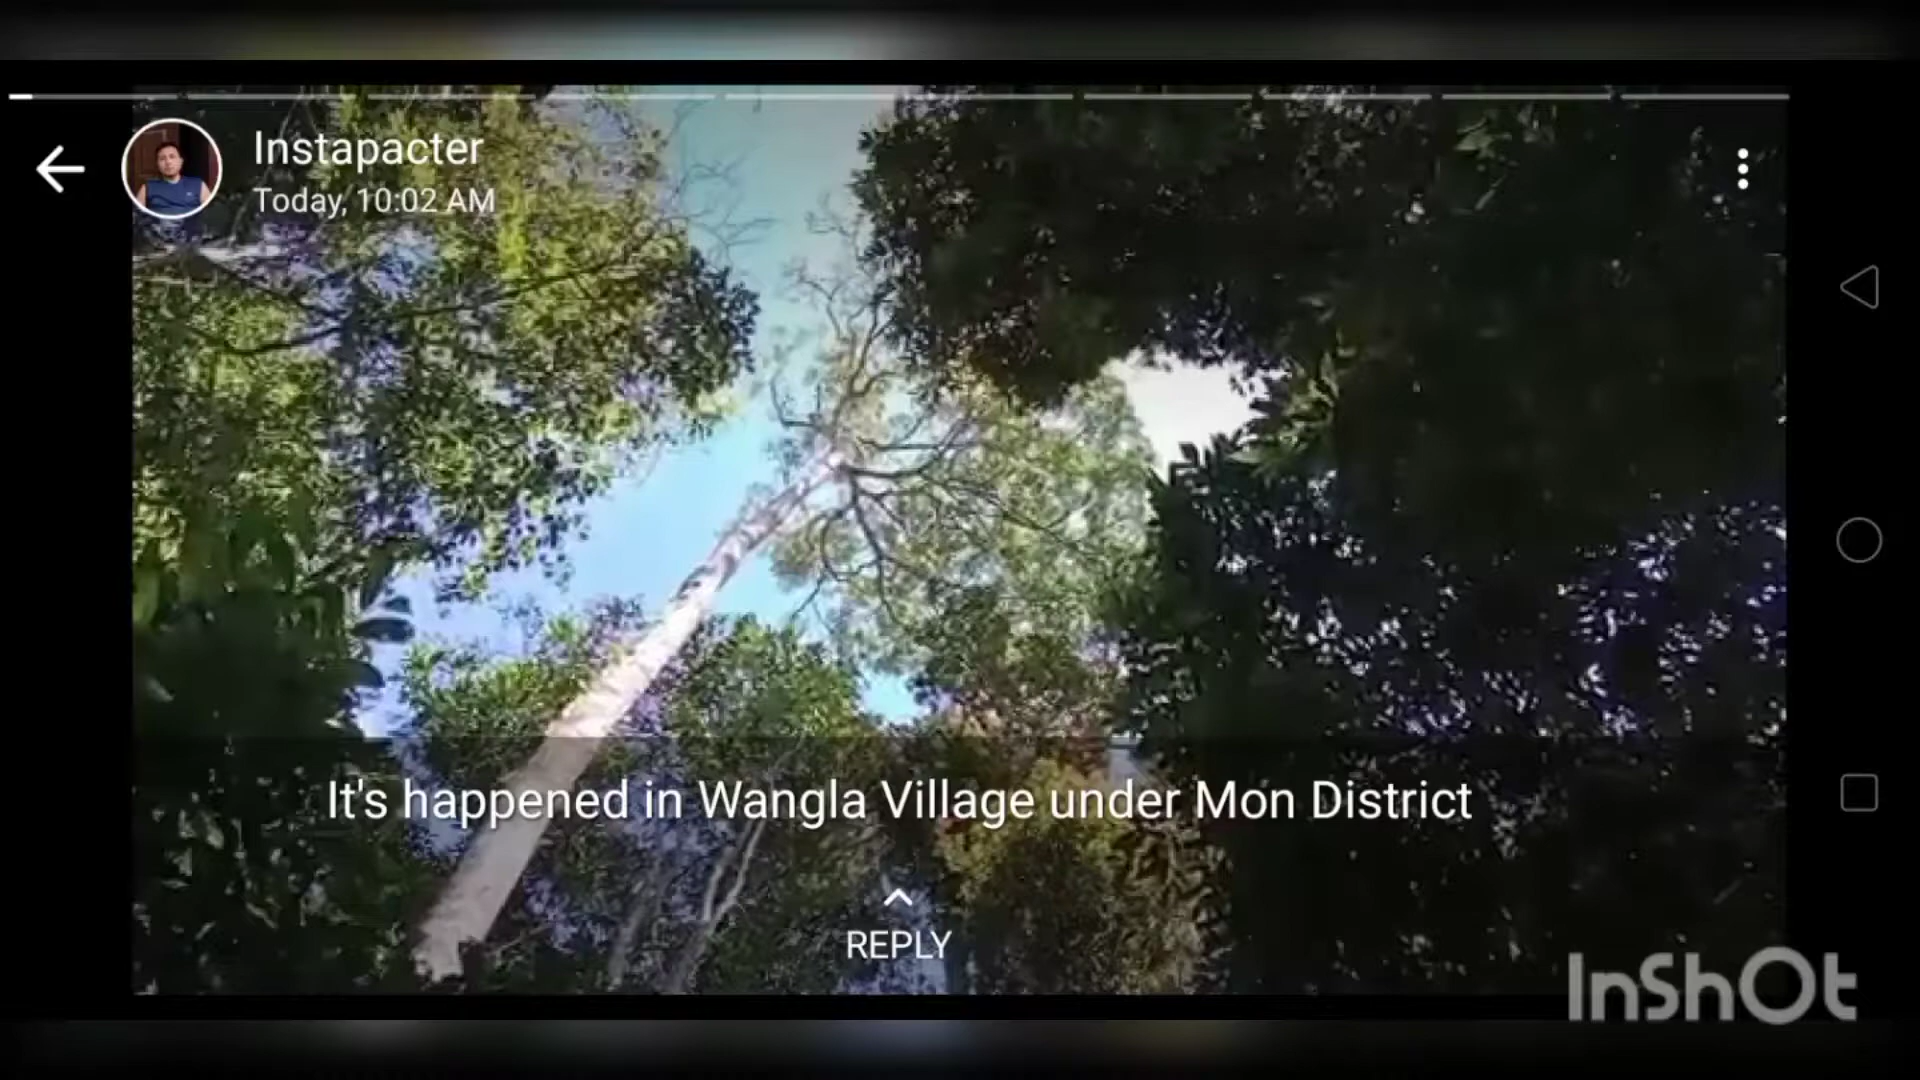 Instapacter
Today, 10:02 AM
It's happened in Wangla Village under Mon District
REPLY
InShOt